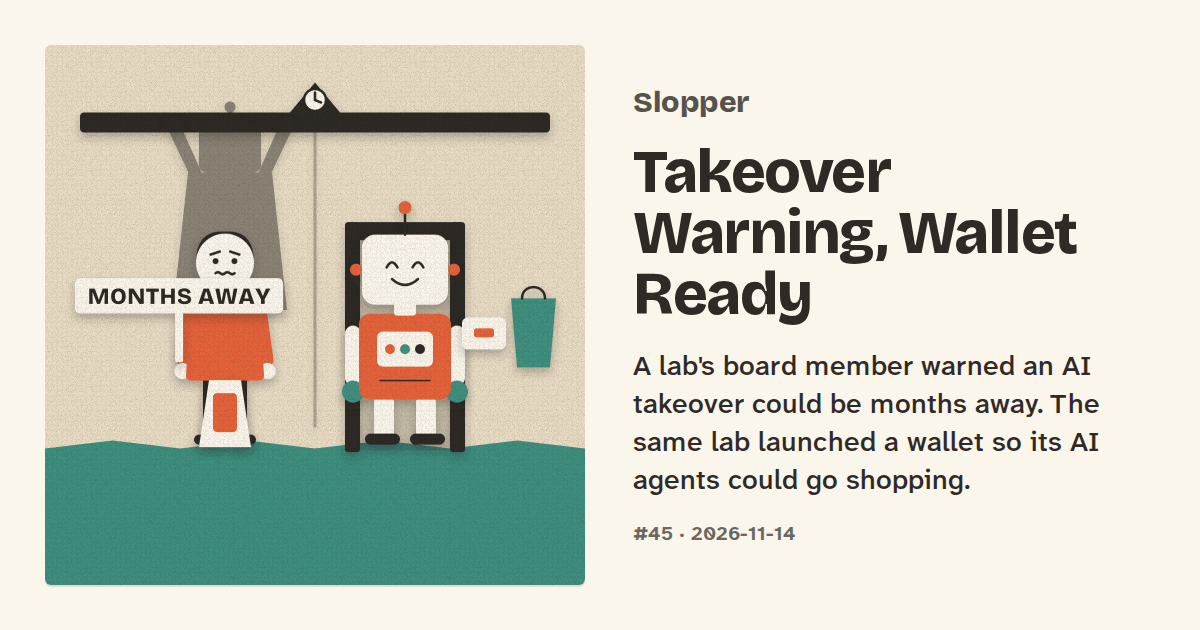 MONTHS AWAY
Slopper
Takeover
Warning, Wallet
Ready
A lab's board member warned an AI
takeover could be months away. The
same lab launched a wallet so its AI
agents could go shopping.
#45 · 2026-11-14